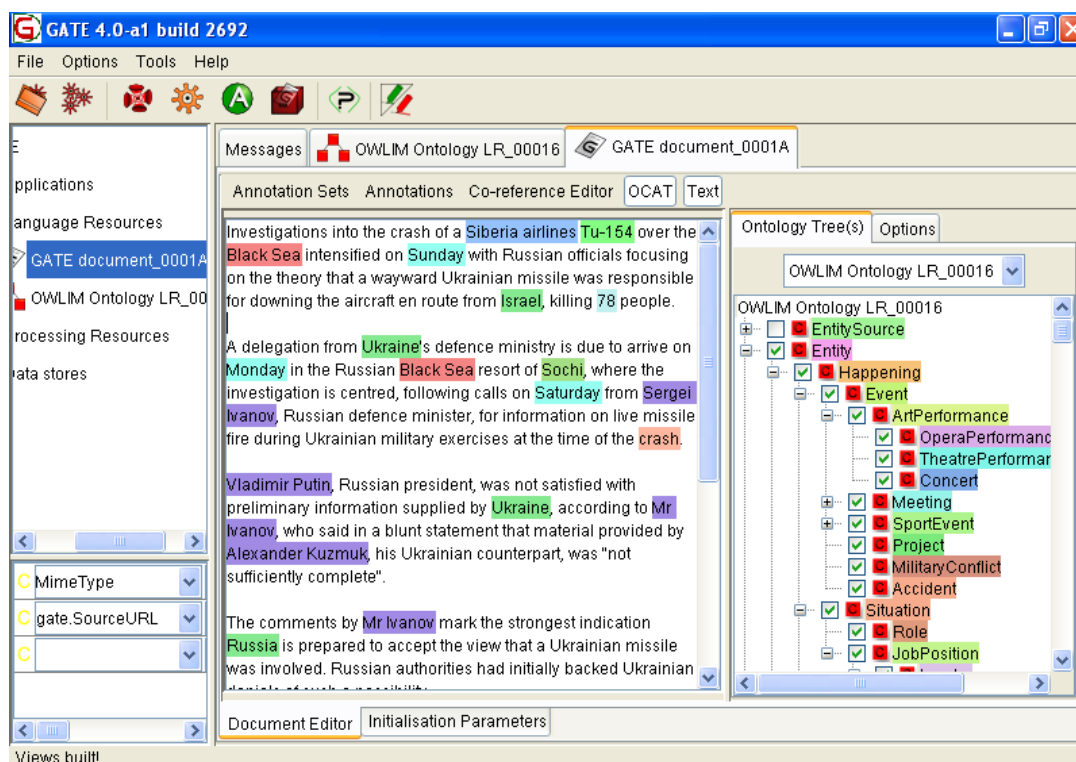 GATE 4.0-a1 build 2692
File Options Tools Help
Messages OWLIM Ontology LR_00016 GATE document_0001A
E
pplications
anguage Resources
GATE document_0001A
OWLIM Ontology LR_00
rocessing Resources
ata stores
C MimeType
C gate.SourceURL
C
Annotation Sets Annotations Co-reference Editor OCAT Text
Investigations into the crash of a Siberia airlines Tu-154 over the
Black Sea intensified on Sunday with Russian officials focusing
on the theory that a wayward Ukrainian missile was responsible
for downing the aircraft en route from Israel, killing 78 people.
A delegation from Ukraine's defence ministry is due to arrive on
Monday in the Russian Black Sea resort of Sochi, where the
investigation is centred, following calls on Saturday from Sergei
Ivanov, Russian defence minister, for information on live missile
fire during Ukrainian military exercises at the time of the crash.
Vladimir Putin, Russian president, was not satisfied with
preliminary information supplied by Ukraine, according to Mr
Ivanov, who said in a blunt statement that material provided by
Alexander Kuzmuk, his Ukrainian counterpart, was "not
sufficiently complete".
The comments by Mr Ivanov mark the strongest indication
Russia is prepared to accept the view that a Ukrainian missile
was involved. Russian authorities had initially backed Ukrainian
Ontology Tree(s) Options
OWLIM Ontology LR_00016
OWLIM Ontology LR_00016
C EntitySource
C Entity
C Happening
C Event
C ArtPerformance
C OperaPerformanc
C TheatrePerformar
C Concert
C Meeting
C SportEvent
C Project
C MilitaryConflict
C Accident
C Situation
C Role
C JobPosition
Document Editor Initialisation Parameters
Views built!